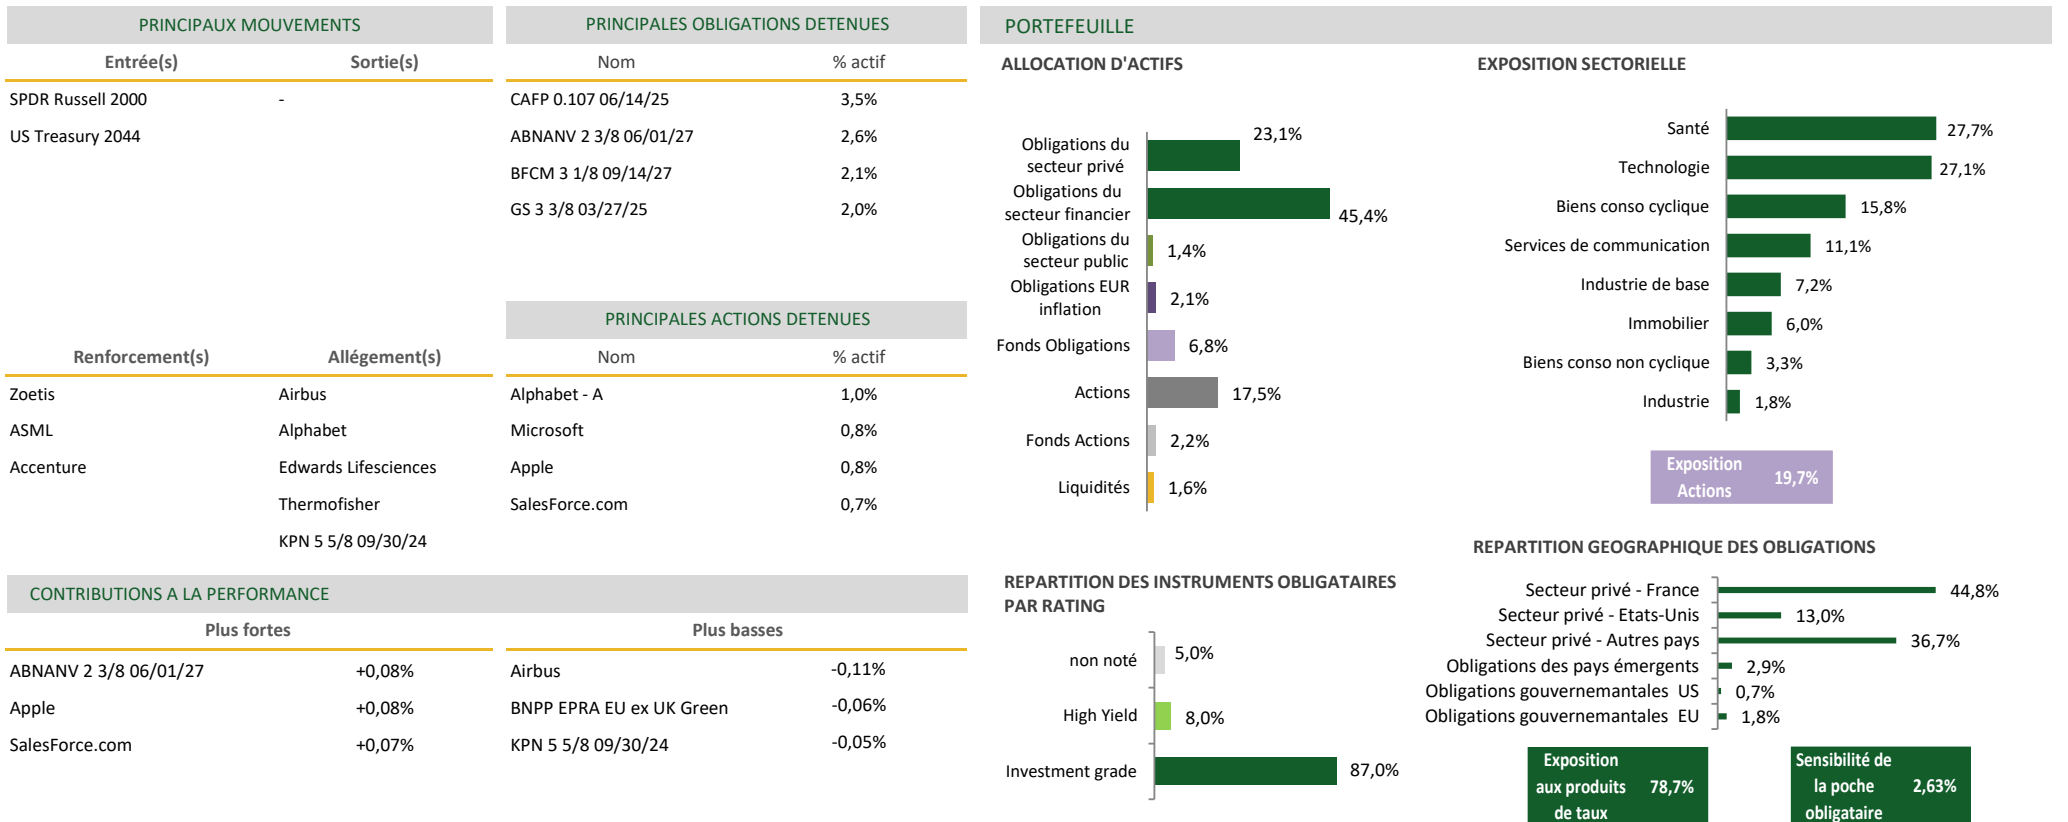 PRINCIPAUX MOUVEMENTS
Entrée(s) Sortie(s)
SPDR Russell 2000 -
US Treasury 2044
Renforcement(s) Allégement(s)
Zoetis Airbus
ASML Alphabet
Accenture Edwards Lifesciences
Thermofisher
KPN 5 5/8 09/30/24
PRINCIPALES OBLIGATIONS DETENUES
Nom % actif
CAFP 0.107 06/14/25 3,5%
ABNANV 2 3/8 06/01/27 2,6%
BFCM 3 1/8 09/14/27 2,1%
GS 3 3/8 03/27/25 2,0%
PRINCIPALES ACTIONS DETENUES
Nom % actif
Alphabet - A 1,0%
Microsoft 0,8%
Apple 0,8%
SalesForce.com 0,7%
CONTRIBUTIONS A LA PERFORMANCE
Plus fortes Plus basses
ABNANV 2 3/8 06/01/27 +0,08% Airbus -0,11%
Apple +0,08% BNPP EPRA EU ex UK Green -0,06%
SalesForce.com +0,07% KPN 5 5/8 09/30/24 -0,05%
PORTEFEUILLE
ALLOCATION D'ACTIFS
Obligations du
secteur privé 23,1%
Obligations du
secteur financier 45,4%
Obligations du
secteur public 1,4%
Obligations EUR
inflation 2,1%
Fonds Obligations 6,8%
Actions 17,5%
Fonds Actions 2,2%
Liquidités 1,6%
REPARTITION DES INSTRUMENTS OBLIGATAIRES
PAR RATING
non noté 5,0%
High Yield 8,0%
Investment grade 87,0%
EXPOSITION SECTORIELLE
Santé 27,7%
Technologie 27,1%
Biens conso cyclique 15,8%
Services de communication 11,1%
Industrie de base 7,2%
Immobilier 6,0%
Biens conso non cyclique 3,3%
Industrie 1,8%
Exposition
Actions 19,7%
REPARTITION GEOGRAPHIQUE DES OBLIGATIONS
Secteur privé - France 44,8%
Secteur privé - Etats-Unis 13,0%
Secteur privé - Autres pays 36,7%
Obligations des pays émergents 2,9%
Obligations gouvernemantales US 0,7%
Obligations gouvernemantales EU 1,8%
Exposition
aux produits 78,7%
de taux
Sensibilité de
la poche 2,63%
obligataire